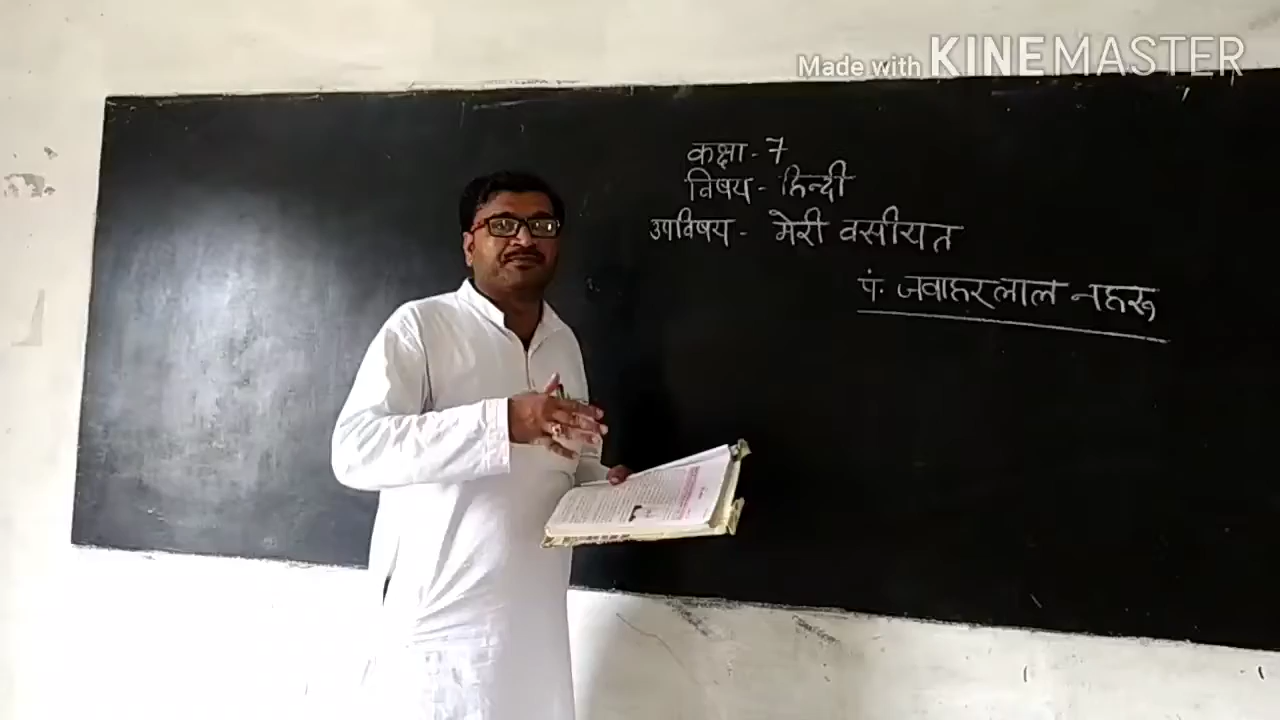 Made with KINEMASTER
कक्षा - 7
विषय - हिन्दी
उपविषय - मेरी वसीयत
पं. जवाहरलाल नेहरू